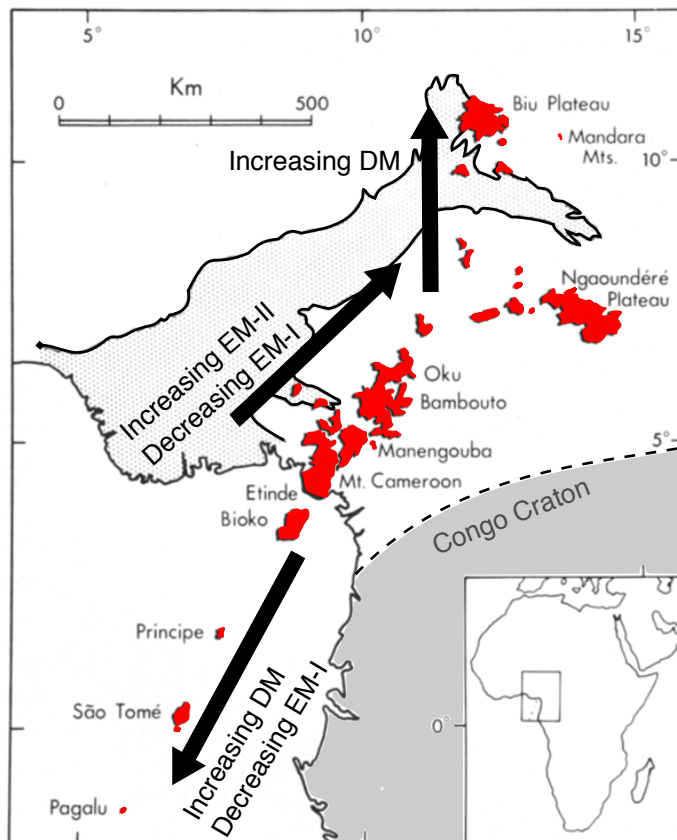 5°
10°
15°
Km
0
500
Biu Plateau
Mandara
Mts.
10°
Increasing DM
Ngaoundéré
Plateau
Increasing EM-II
Decreasing EM-I
Oku
Bambouto
5°
Manengouba
Mt. Cameroon
Etinde
Bioko
Congo Craton
Principe
São Tomé
0°
Increasing DM
Decreasing EM-I
Pagalu